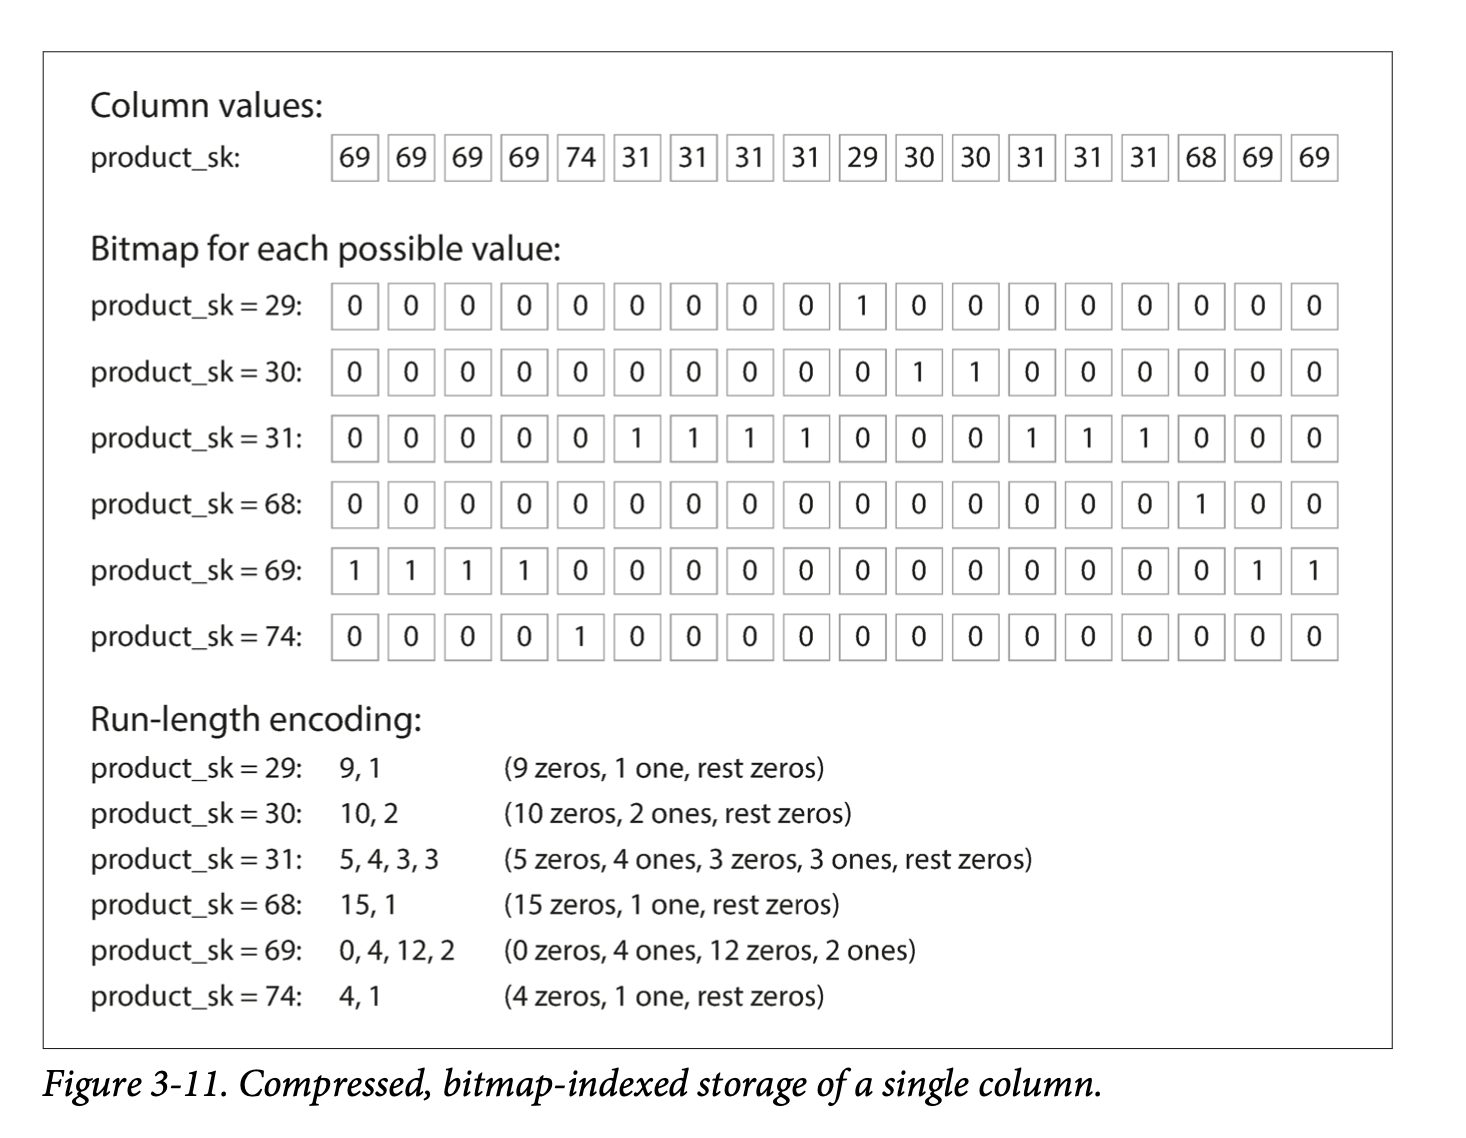 Column values:
product_sk: 69 69 69 69 74 31 31 31 31 29 30 30 31 31 31 68 69 69
Bitmap for each possible value:
product_sk = 29: 0 0 0 0 0 0 0 0 0 1 0 0 0 0 0 0 0 0
product_sk = 30: 0 0 0 0 0 0 0 0 0 0 1 1 0 0 0 0 0 0
product_sk = 31: 0 0 0 0 0 1 1 1 1 0 0 0 1 1 1 0 0 0
product_sk = 68: 0 0 0 0 0 0 0 0 0 0 0 0 0 0 0 1 0 0
product_sk = 69: 1 1 1 1 0 0 0 0 0 0 0 0 0 0 0 0 1 1
product_sk = 74: 0 0 0 0 1 0 0 0 0 0 0 0 0 0 0 0 0 0
Run-length encoding:
product_sk = 29: 9, 1 (9 zeros, 1 one, rest zeros)
product_sk = 30: 10, 2 (10 zeros, 2 ones, rest zeros)
product_sk = 31: 5, 4, 3, 3 (5 zeros, 4 ones, 3 zeros, 3 ones, rest zeros)
product_sk = 68: 15, 1 (15 zeros, 1 one, rest zeros)
product_sk = 69: 0, 4, 12, 2 (0 zeros, 4 ones, 12 zeros, 2 ones)
product_sk = 74: 4, 1 (4 zeros, 1 one, rest zeros)
Figure 3-11. Compressed, bitmap-indexed storage of a single column.